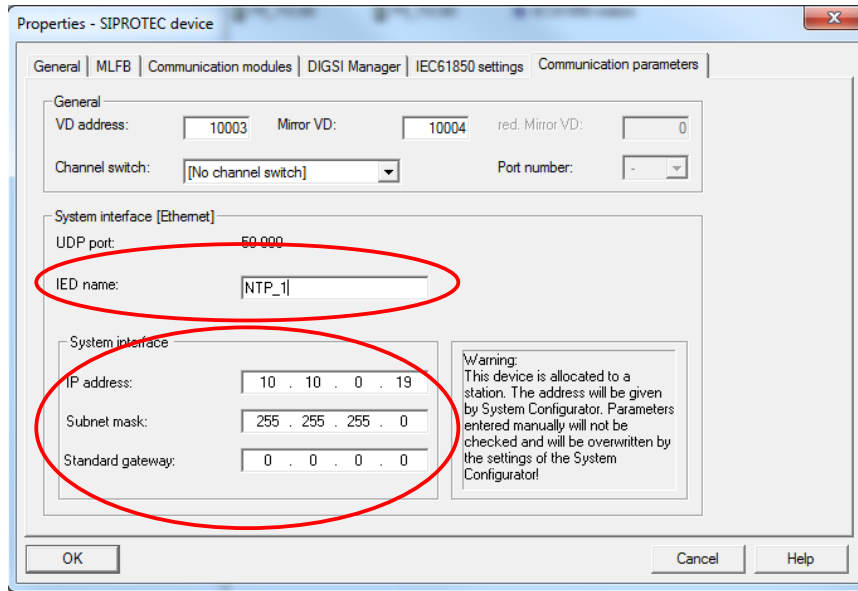 Properties - SIPROTEC device
General MLFB Communication modules DIGSI Manager IEC61850 settings Communication parameters
General
VD address: 10003 Mirror VD: 10004 red. Mirror VD: 0
Channel switch: [No channel switch] Port number: -
System interface [Ethernet]
UDP port: 50 000
IED name: NTP_1
System interface
IP address: 10 . 10 . 0 . 19
Subnet mask: 255 . 255 . 255 . 0
Standard gateway: 0 . 0 . 0 . 0
Warning:
This device is allocated to a
station. The address will be given
by System Configurator. Parameters
entered manually will not be
checked and will be overwritten by
the settings of the System
Configurator!
OK Cancel Help